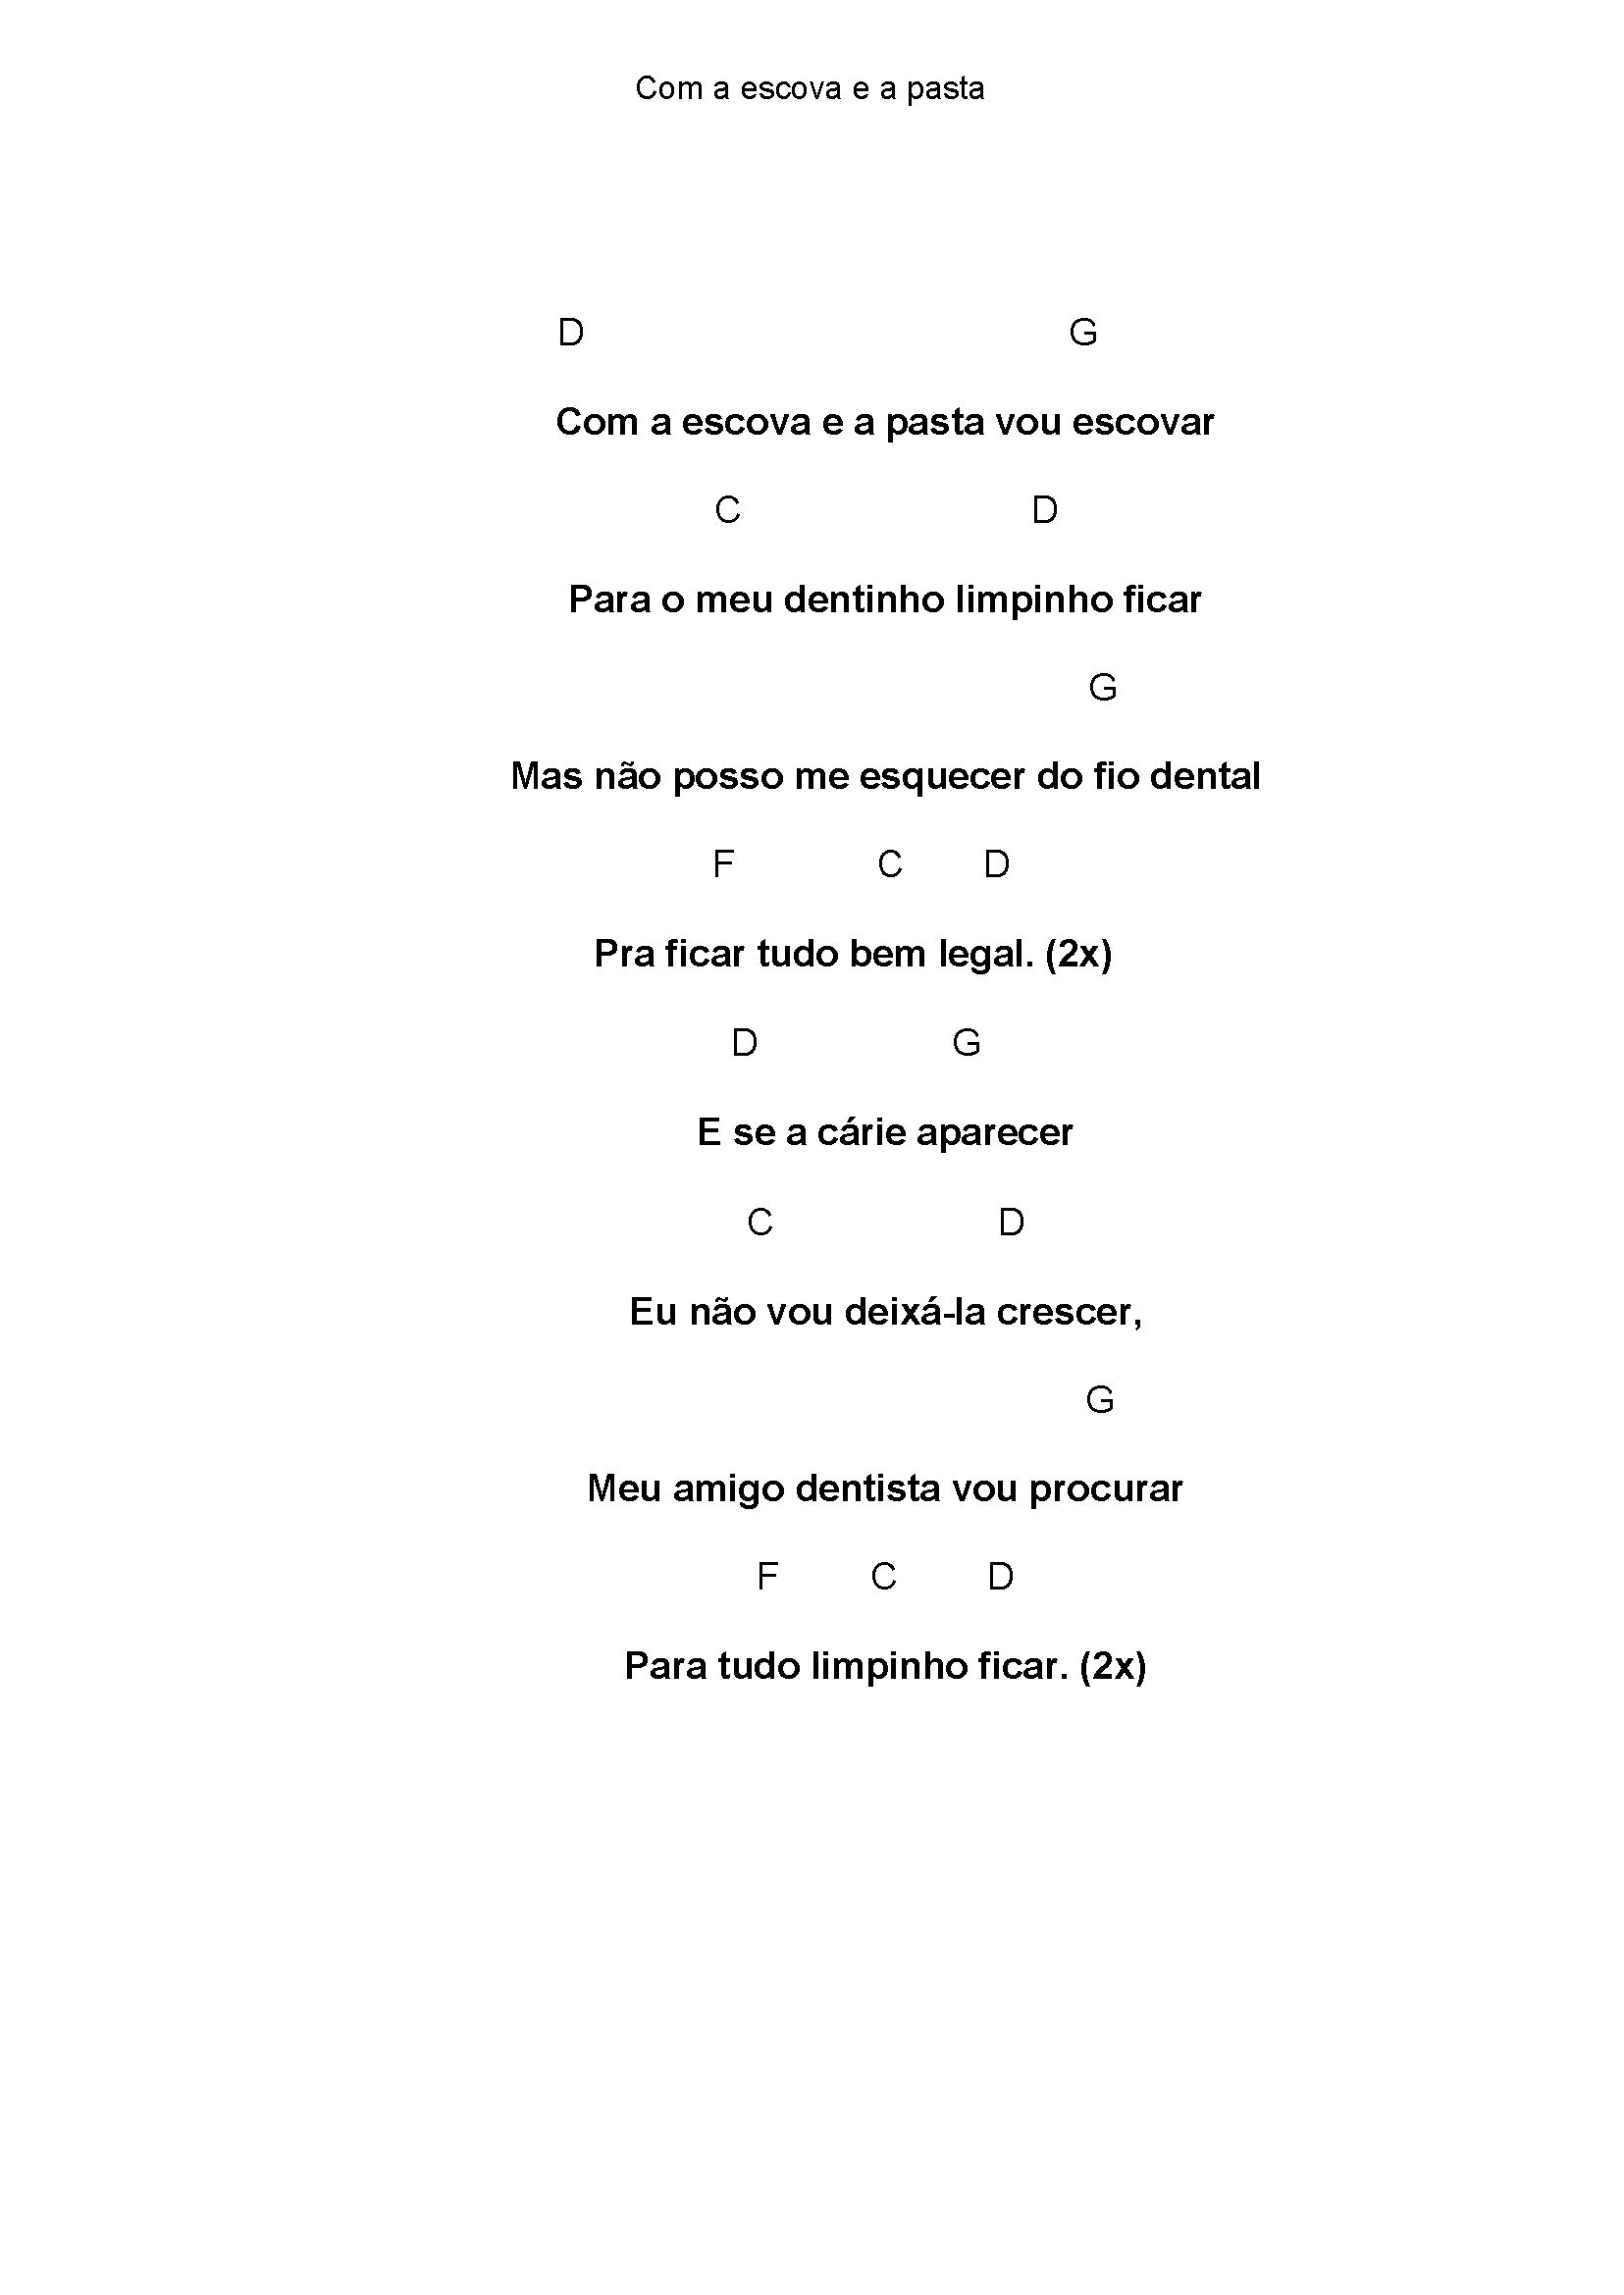 Com a escova e a pasta
D G
Com a escova e a pasta vou escovar
C D
Para o meu dentinho limpinho ficar
G
Mas não posso me esquecer do fio dental
F C D
Pra ficar tudo bem legal. (2x)
D G
E se a cárie aparecer
C D
Eu não vou deixá-la crescer,
G
Meu amigo dentista vou procurar
F C D
Para tudo limpinho ficar. (2x)